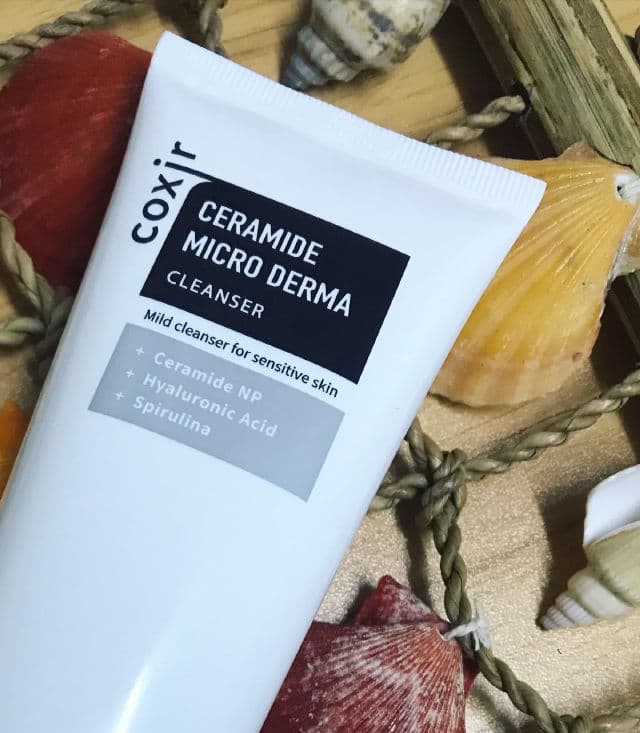 coxir
CERAMIDE
MICRO DERMA
CLEANSER
Mild cleanser for sensitive skin
+ Ceramide NP
+ Hyaluronic Acid
+ Spirulina